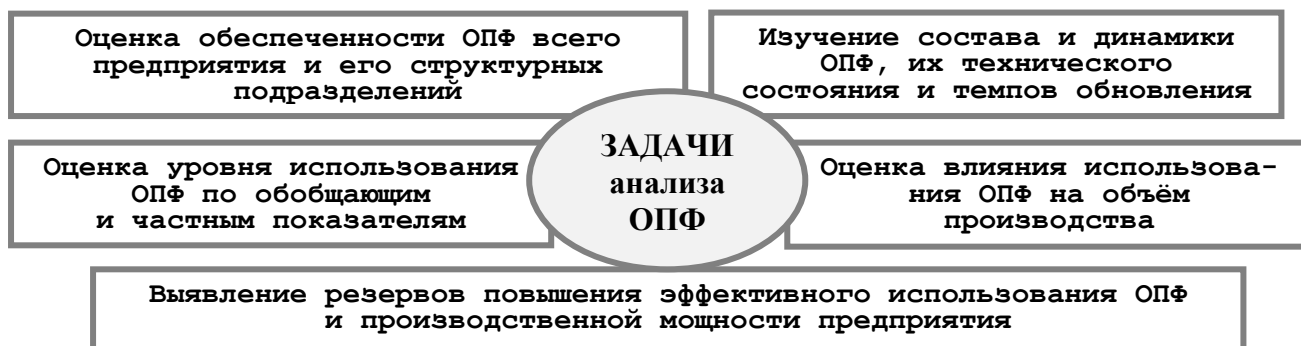 Оценка обеспеченности ОПФ всего
предприятия и его структурных
подразделений
Изучение состава и динамики
ОПФ, их технического
состояния и темпов обновления
ЗАДАЧИ
анализа
ОПФ
Оценка уровня использования
ОПФ по обобщающим
и частным показателям
Оценка влияния использова-
ния ОПФ на объём
производства
Выявление резервов повышения эффективного использования ОПФ
и производственной мощности предприятия